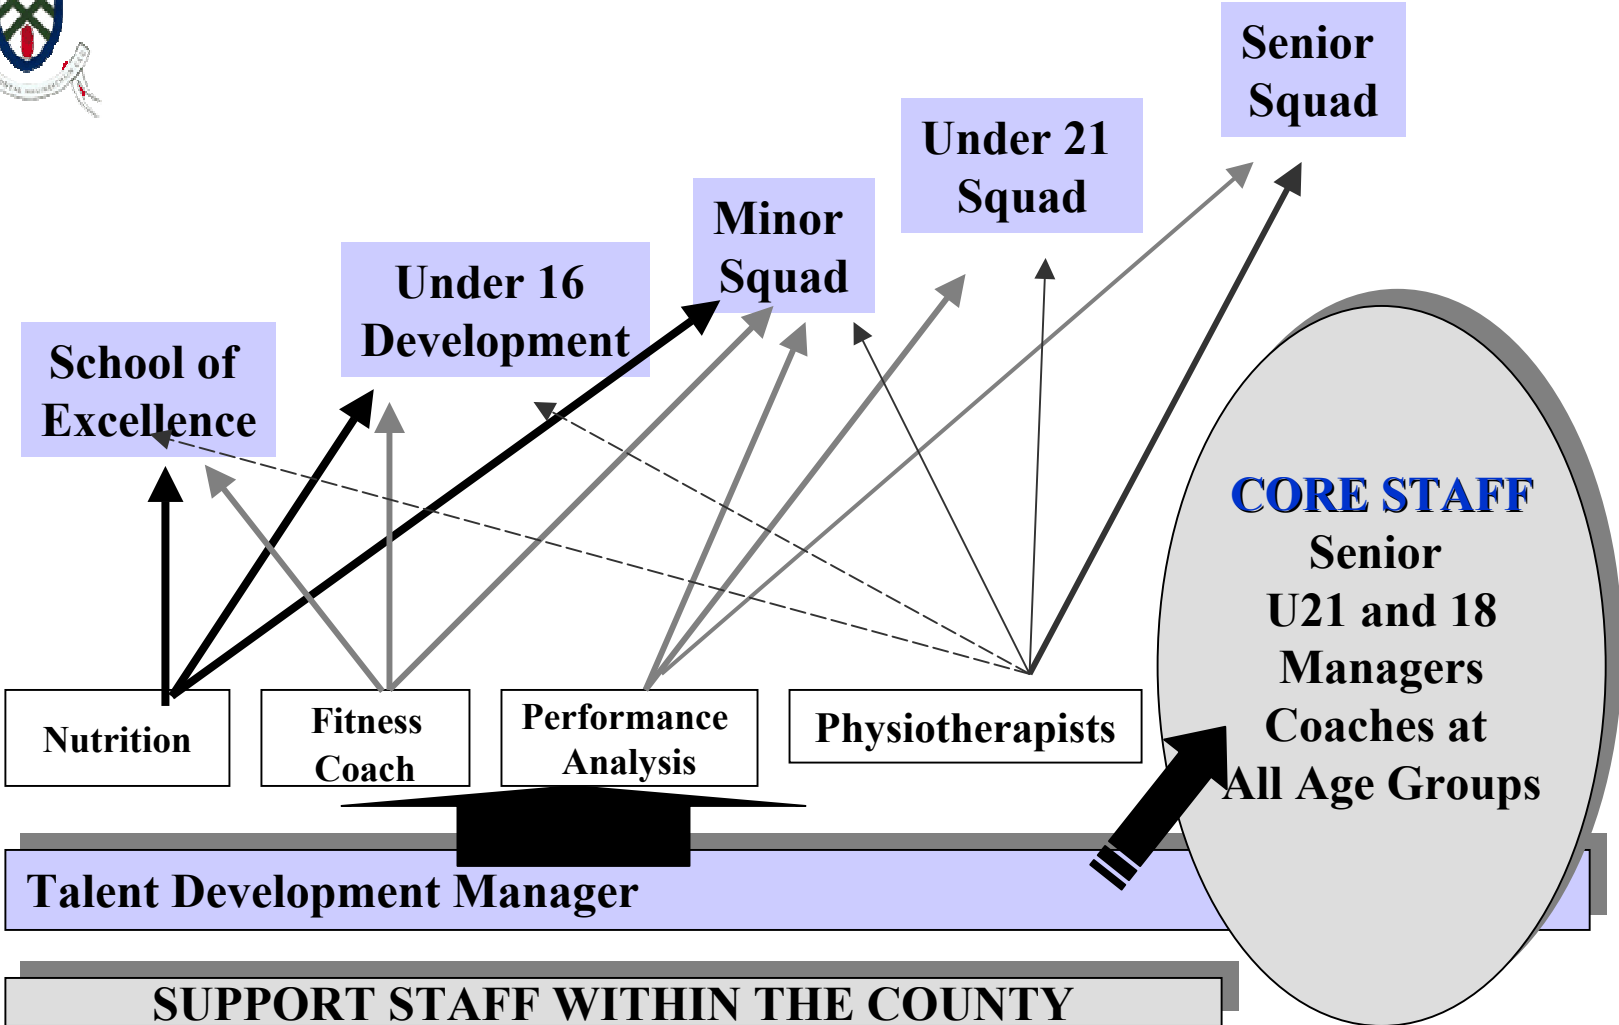 Senior
Squad
Under 21
Squad
Minor
Squad
Under 16
Development
School of
Excellence
CORE STAFF
Senior
U21 and 18
Managers
Coaches at
All Age Groups
Nutrition
Fitness
Coach
Performance
Analysis
Physiotherapists
Talent Development Manager
SUPPORT STAFF WITHIN THE COUNTY